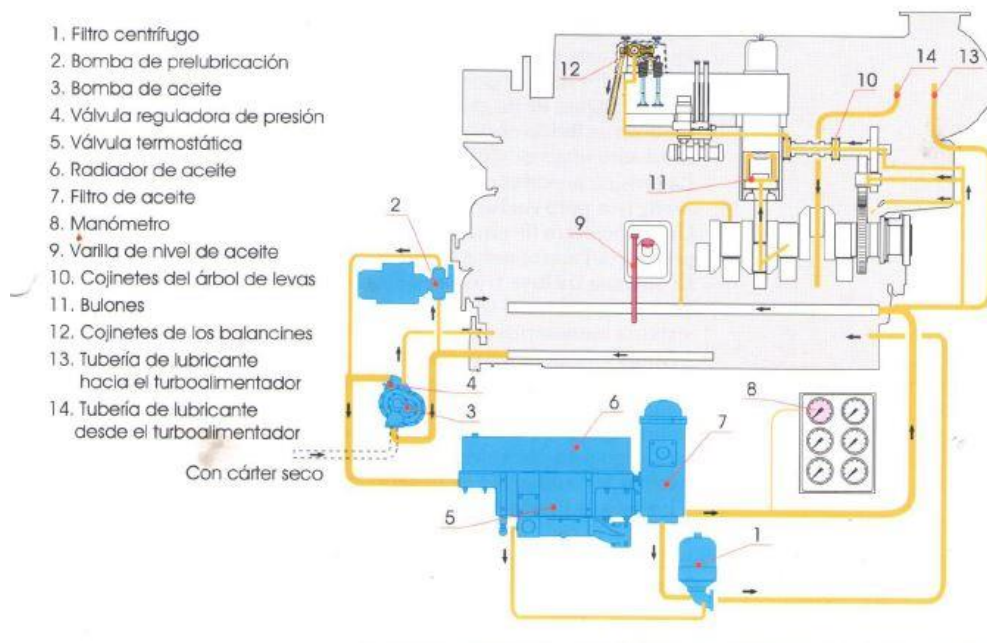 1. Filtro centrífugo
2. Bomba de prelubricación
3. Bomba de aceite
4. Válvula reguladora de presión
5. Válvula termostática
6. Radiador de aceite
7. Filtro de aceite
8. Manómetro
9. Varilla de nivel de aceite
10. Cojinetes del árbol de levas
11. Bulones
12. Cojinetes de los balancines
13. Tubería de lubricante
hacia el turboalimentador
14. Tubería de lubricante
desde el turboalimentador
Con cárter seco
12
10
14
13
11
9
2
4
3
6
7
8
5
1